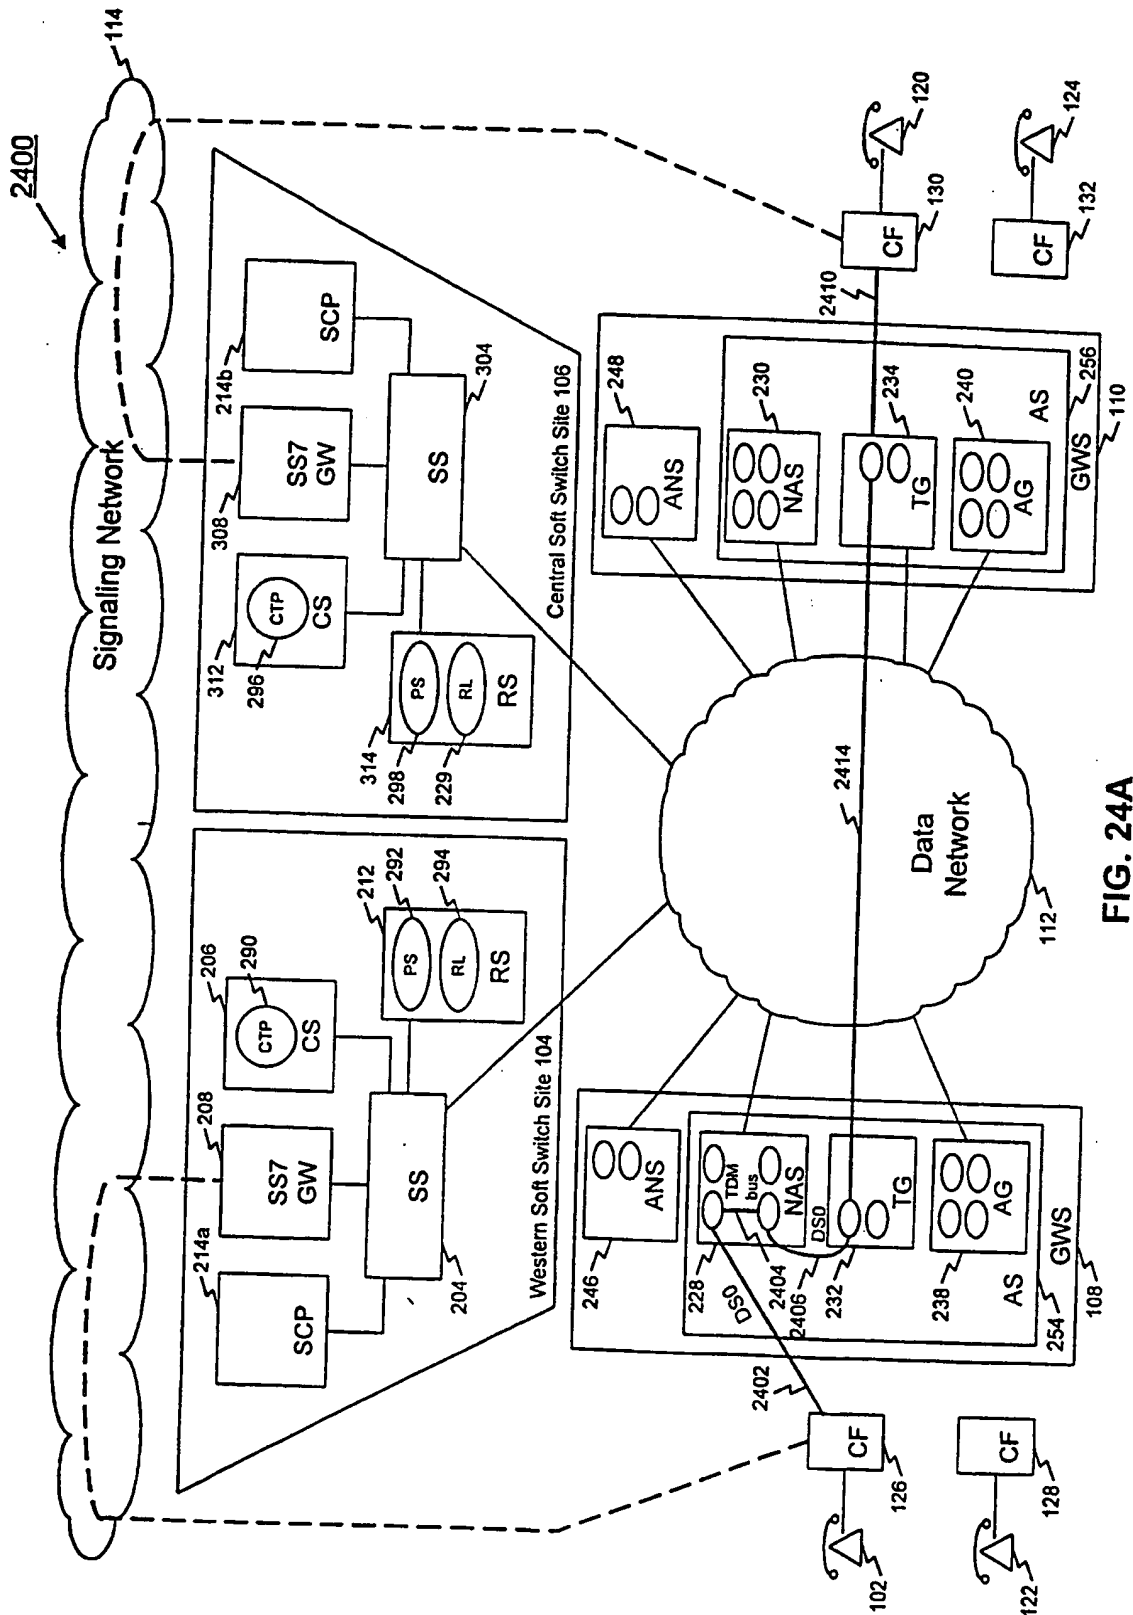 2400
114
Signaling Network
214a
SCP
208
SS7
GW
206
290
CTP
CS
204
SS
212
292
PS
294
RL
RS
Western Soft Switch Site 104
312
296
CTP
CS
308
SS7
GW
214b
SCP
SS
304
314
298
PS
229
RL
RS
Central Soft Switch Site 106
246
ANS
228
DS0
TDM
bus
NAS
2404
2406
DS0
232
TG
238
AG
AS
254
GWS
108
2402
CF
126
102
CF
128
122
Data
Network
112
2414
248
ANS
230
NAS
234
TG
240
AG
AS
256
GWS
110
2410
CF
130
120
CF
132
124
FIG. 24A